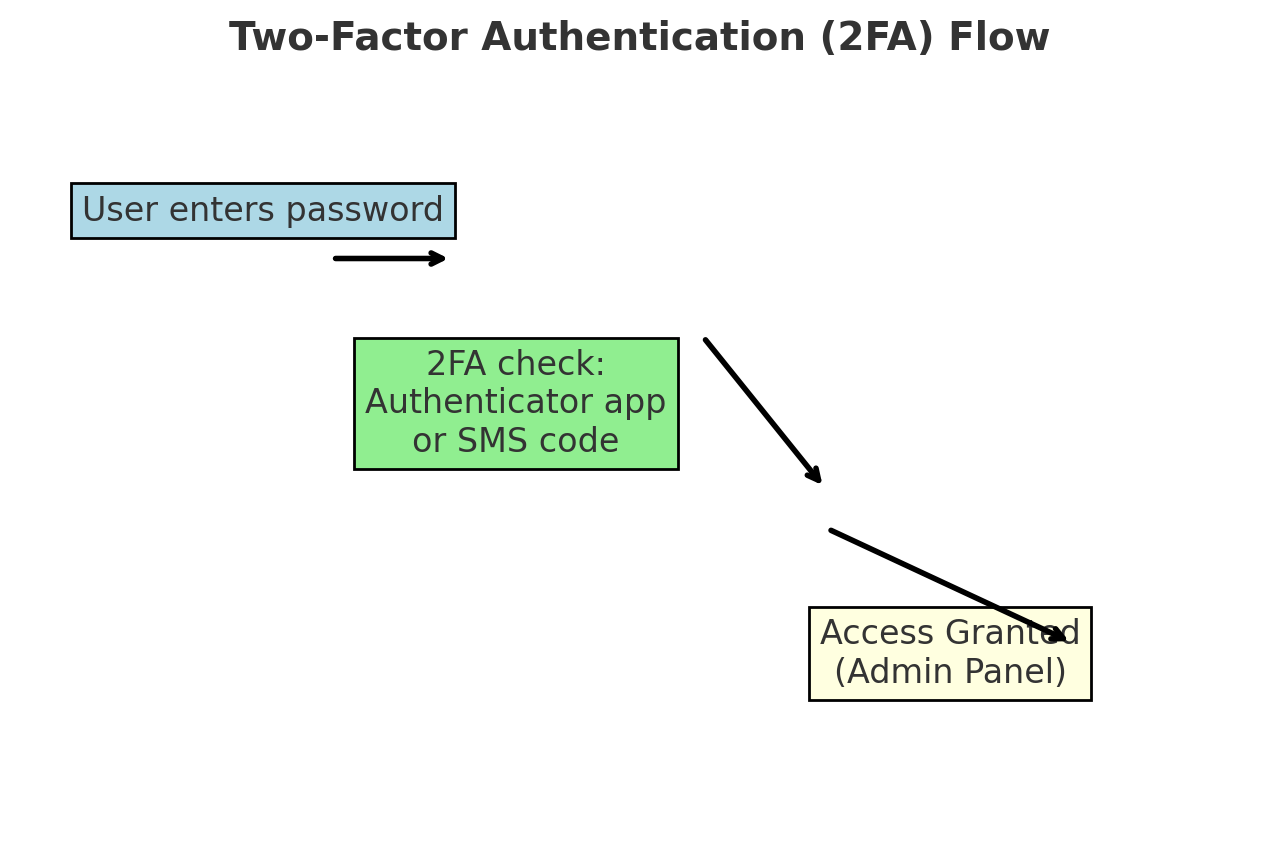 Two-Factor Authentication (2FA) Flow
User enters password
2FA check:
Authenticator app
or SMS code
Access Granted
(Admin Panel)